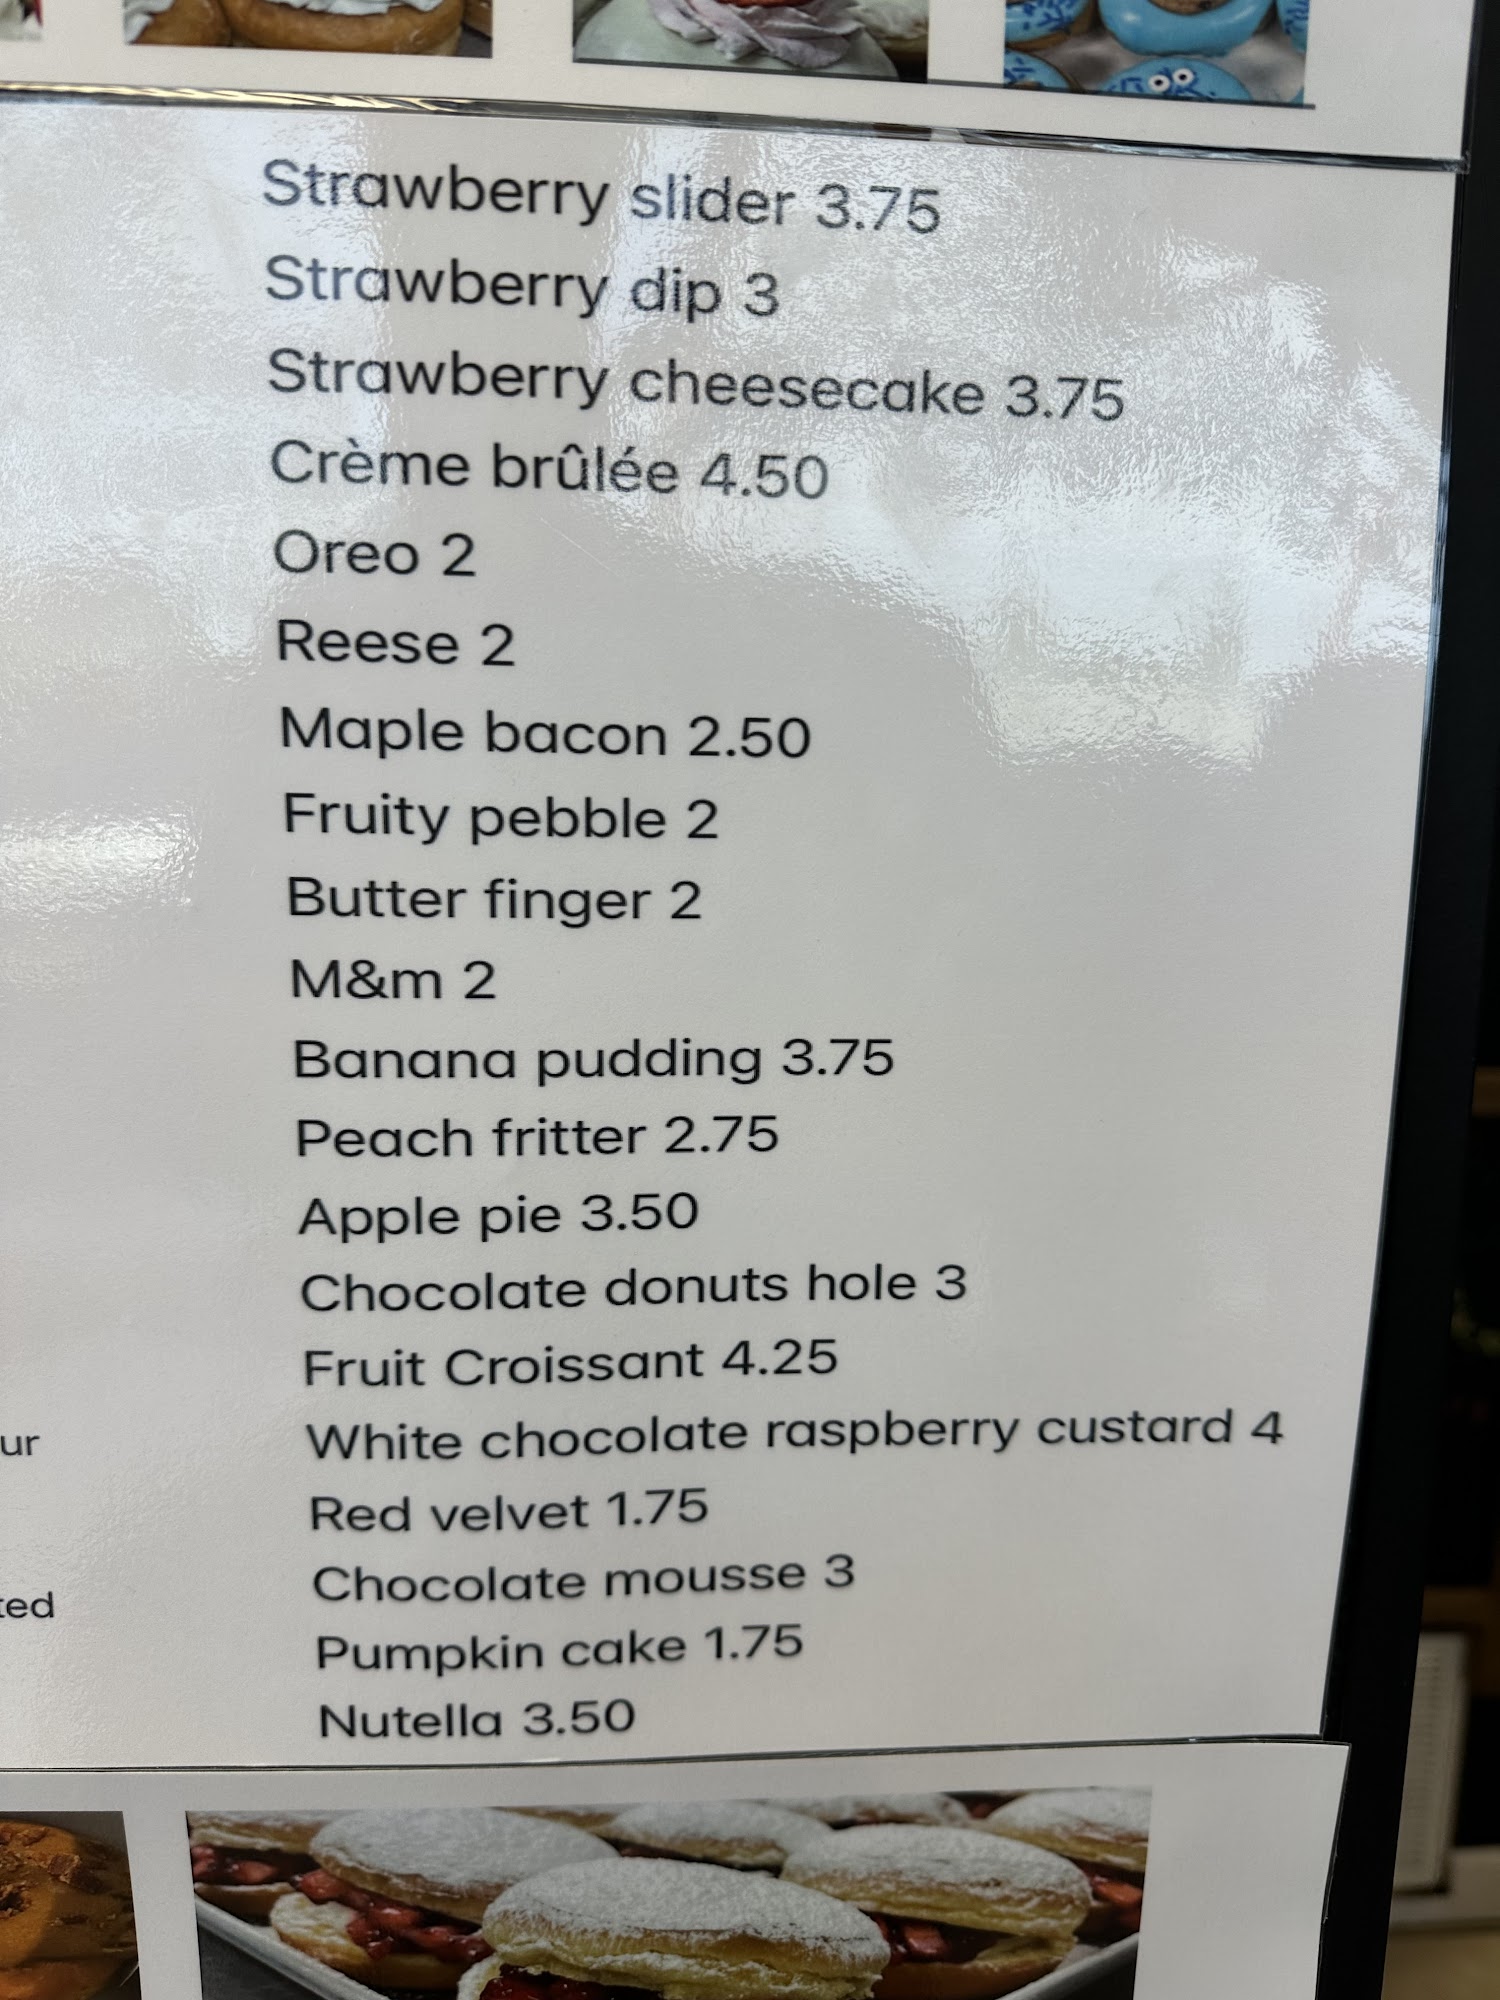 Strawberry slider 3.75
Strawberry dip 3
Strawberry cheesecake 3.75
Crème brûlée 4.50
Oreo 2
Reese 2
Maple bacon 2.50
Fruity pebble 2
Butter finger 2
M&m 2
Banana pudding 3.75
Peach fritter 2.75
Apple pie 3.50
Chocolate donuts hole 3
Fruit Croissant 4.25
ur
White chocolate raspberry custard 4
Red velvet 1.75
Chocolate mousse 3
ted
Pumpkin cake 1.75
Nutella 3.50